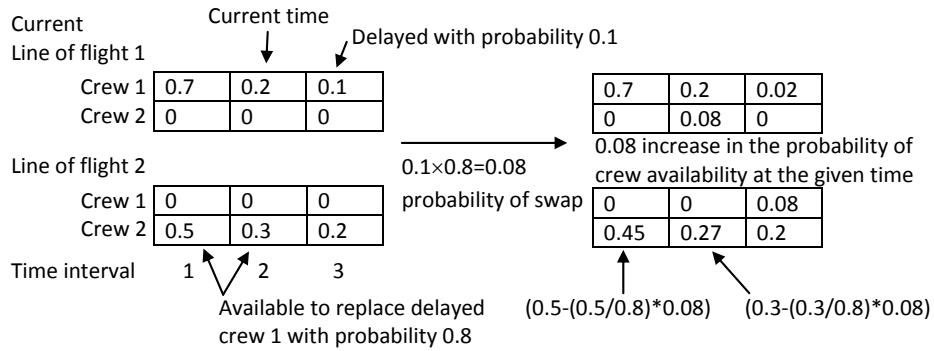 Current
Line of flight 1
Current time
Delayed with probability 0.1
Crew 1 0.7 0.2 0.1
Crew 2 0 0 0
0.7 0.2 0.02
0 0.08 0
0.1×0.8=0.08
probability of swap
0.08 increase in the probability of
crew availability at the given time
Line of flight 2
Crew 1 0 0 0
Crew 2 0.5 0.3 0.2
0 0 0.08
0.45 0.27 0.2
Time interval 1 2 3
Available to replace delayed
crew 1 with probability 0.8
(0.5-(0.5/0.8)*0.08)
(0.3-(0.3/0.8)*0.08)